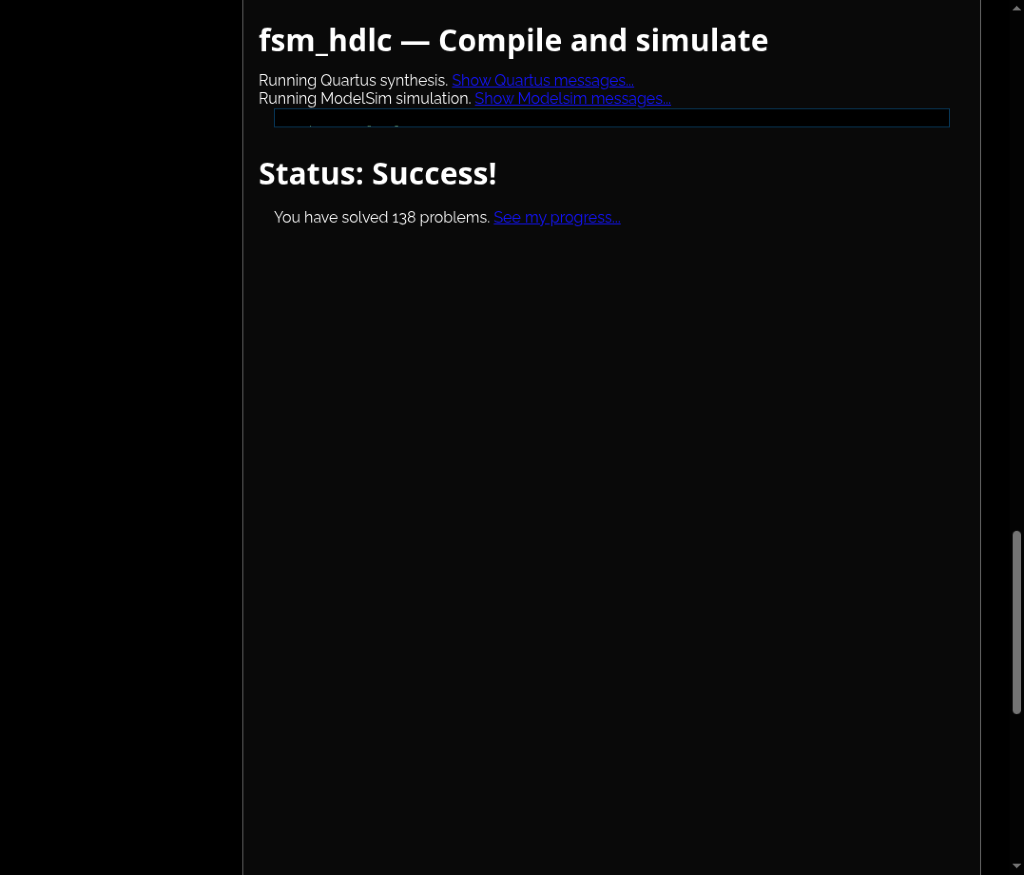 fsm_hdlc — Compile and simulate
Running Quartus synthesis. Show Quartus messages...
Running ModelSim simulation. Show Modelsim messages...
Status: Success!
You have solved 138 problems. See my progress...